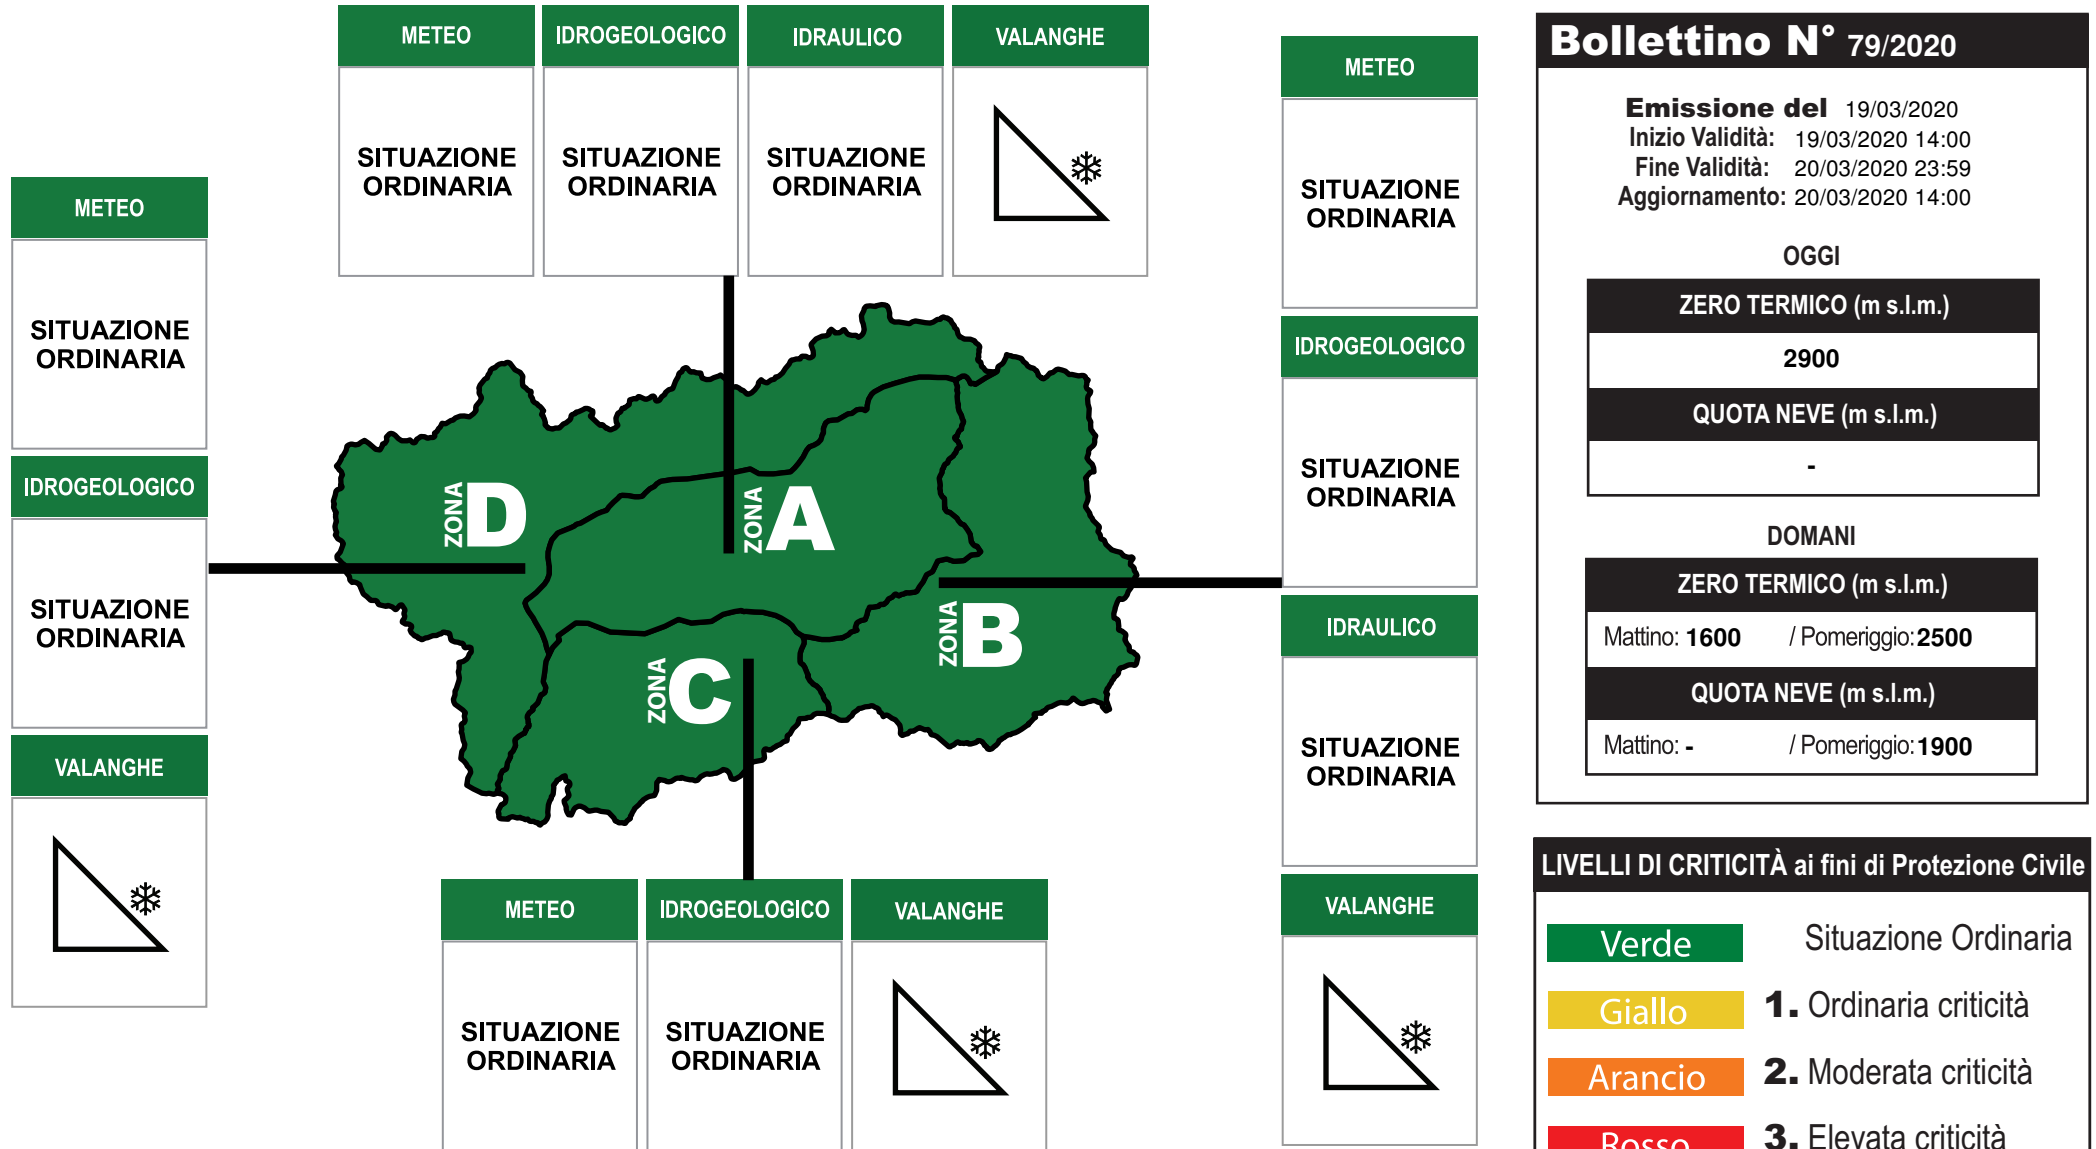 METEO IDROGEOLOGICO IDRAULICO VALANGHE
SITUAZIONE ORDINARIA
SITUAZIONE ORDINARIA
SITUAZIONE ORDINARIA
METEO
SITUAZIONE
ORDINARIA
IDROGEOLOGICO
SITUAZIONE
ORDINARIA
VALANGHE
ZONA D
ZONA A
ZONA B
ZONA C
METEO
SITUAZIONE
ORDINARIA
IDROGEOLOGICO
SITUAZIONE
ORDINARIA
IDRAULICO
SITUAZIONE
ORDINARIA
VALANGHE
METEO IDROGEOLOGICO VALANGHE
SITUAZIONE ORDINARIA
SITUAZIONE ORDINARIA
Bollettino N° 79/2020
Emissione del 19/03/2020
Inizio Validità: 19/03/2020 14:00
Fine Validità: 20/03/2020 23:59
Aggiornamento: 20/03/2020 14:00
OGGI
ZERO TERMICO (m s.l.m.)
2900
QUOTA NEVE (m s.l.m.)
-
DOMANI
ZERO TERMICO (m s.l.m.)
Mattino: 1600 / Pomeriggio: 2500
QUOTA NEVE (m s.l.m.)
Mattino: - / Pomeriggio: 1900
LIVELLI DI CRITICITÀ ai fini di Protezione Civile
Verde Situazione Ordinaria
Giallo 1. Ordinaria criticità
Arancio 2. Moderata criticità
Rosso 3. Elevata criticità